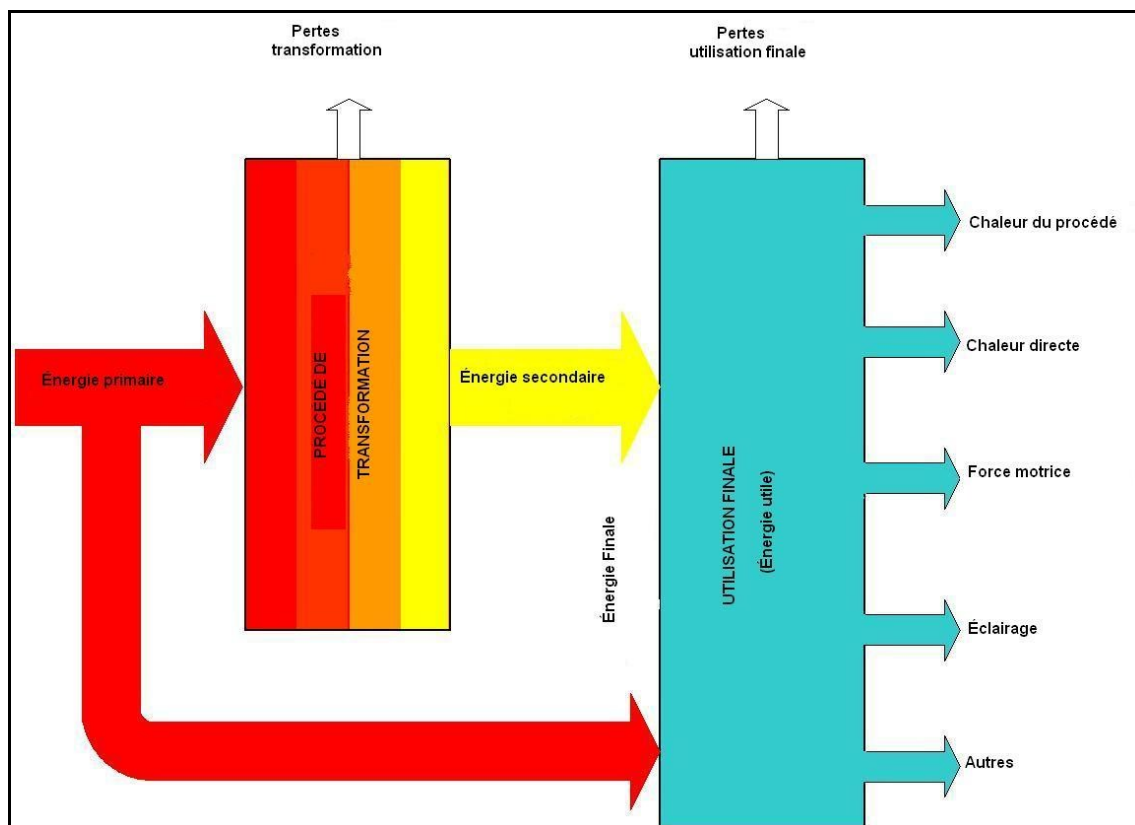 Pertes
transformation
Pertes
utilisation finale
Chaleur du procédé
Chaleur directe
Énergie primaire
PROCEDÉ DE
TRANSFORMATION
Énergie secondaire
Force motrice
UTILISATION FINALE
(Énergie utile)
Énergie Finale
Éclairage
Autres